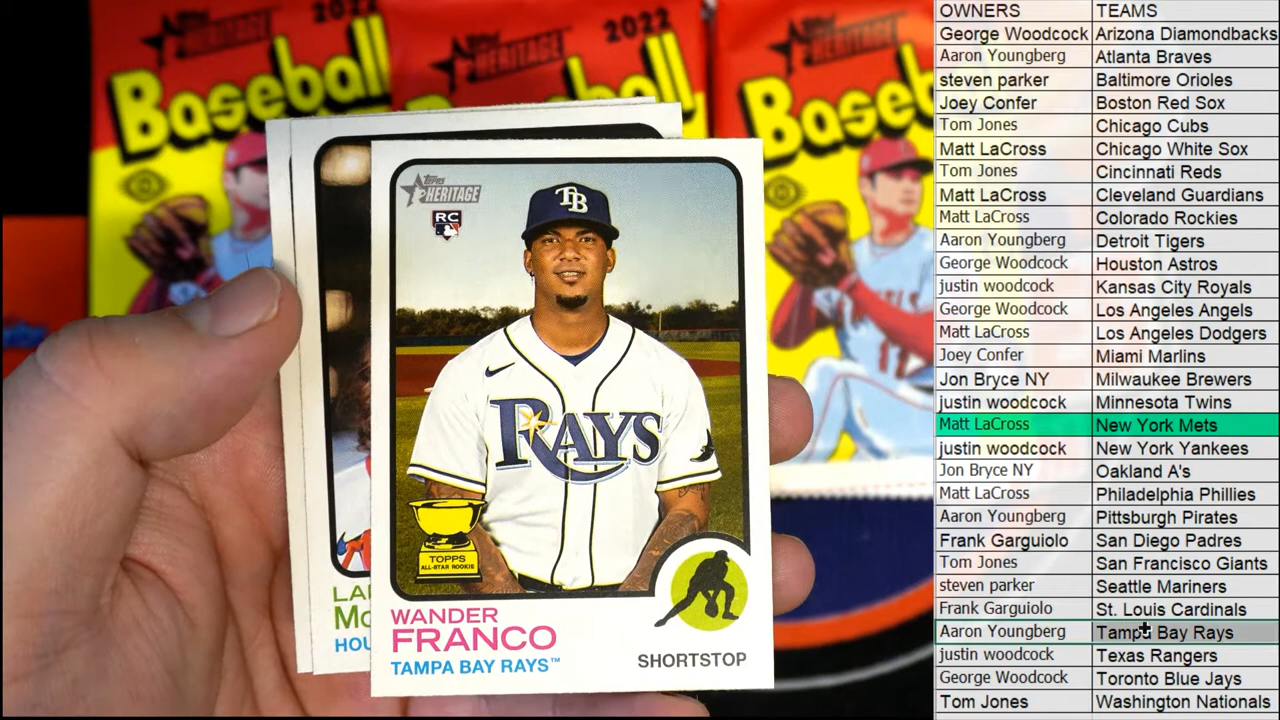 2022
HERITAGE
Baseball
TOPPS
HERITAGE
2022
HERITAGE
Baseb
TOPPS
HERITAGE
RC
TB
RAYS
TOPPS
ALL-STAR ROOKIE
WANDER
FRANCO
TAMPA BAY RAYS™
SHORTSTOP
HOU
OWNERS TEAMS
George Woodcock Arizona Diamondbacks
Aaron Youngberg Atlanta Braves
steven parker Baltimore Orioles
Joey Confer Boston Red Sox
Tom Jones Chicago Cubs
Matt LaCross Chicago White Sox
Tom Jones Cincinnati Reds
Matt LaCross Cleveland Guardians
Matt LaCross Colorado Rockies
Aaron Youngberg Detroit Tigers
George Woodcock Houston Astros
justin woodcock Kansas City Royals
George Woodcock Los Angeles Angels
Matt LaCross Los Angeles Dodgers
Joey Confer Miami Marlins
Jon Bryce NY Milwaukee Brewers
justin woodcock Minnesota Twins
Matt LaCross New York Mets
justin woodcock New York Yankees
Jon Bryce NY Oakland A's
Matt LaCross Philadelphia Phillies
Aaron Youngberg Pittsburgh Pirates
Frank Garguiolo San Diego Padres
Tom Jones San Francisco Giants
steven parker Seattle Mariners
Frank Garguiolo St. Louis Cardinals
Aaron Youngberg Tampa Bay Rays
justin woodcock Texas Rangers
George Woodcock Toronto Blue Jays
Tom Jones Washington Nationals